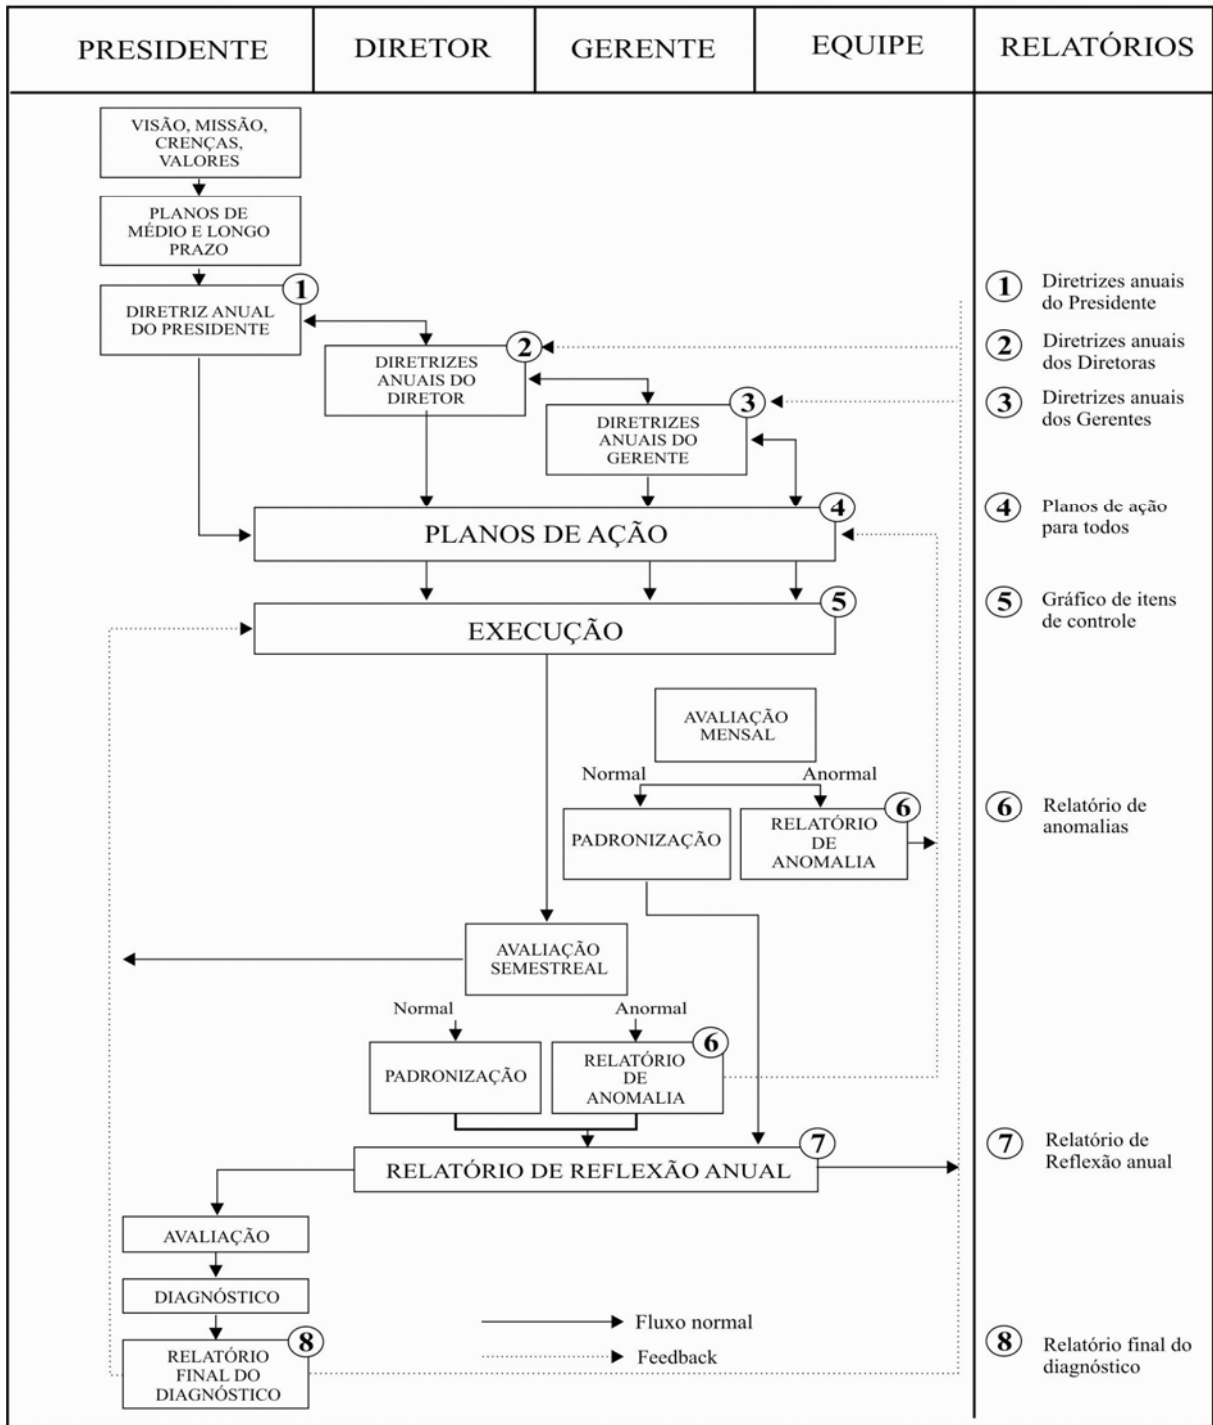 PRESIDENTE
DIRETOR
GERENTE
EQUIPE
RELATÓRIOS
VISÃO, MISSÃO,
CRENÇAS,
VALORES
PLANOS DE
MÉDIO E LONGO
PRAZO
1
DIRETRIZ ANUAL
DO PRESIDENTE
2
DIRETRIZES
ANUAIS DO
DIRETOR
3
DIRETRIZES
ANUAIS DO
GERENTE
4
PLANOS DE AÇÃO
5
EXECUÇÃO
AVALIAÇÃO
MENSAL
Normal
Anormal
PADRONIZAÇÃO
6
RELATÓRIO
DE
ANOMALIA
AVALIAÇÃO
SEMESTREAL
Normal
Anormal
PADRONIZAÇÃO
6
RELATÓRIO
DE
ANOMALIA
7
RELATÓRIO DE REFLEXÃO ANUAL
AVALIAÇÃO
DIAGNÓSTICO
8
RELATÓRIO
FINAL DO
DIAGNÓSTICO
Fluxo normal
Feedback
1 Diretrizes anuais
do Presidente
2 Diretrizes anuais
dos Diretoras
3 Diretrizes anuais
dos Gerentes
4 Planos de ação
para todos
5 Gráfico de itens
de controle
6 Relatório de
anomalias
7 Relatório de
Reflexão anual
8 Relatório final do
diagnóstico